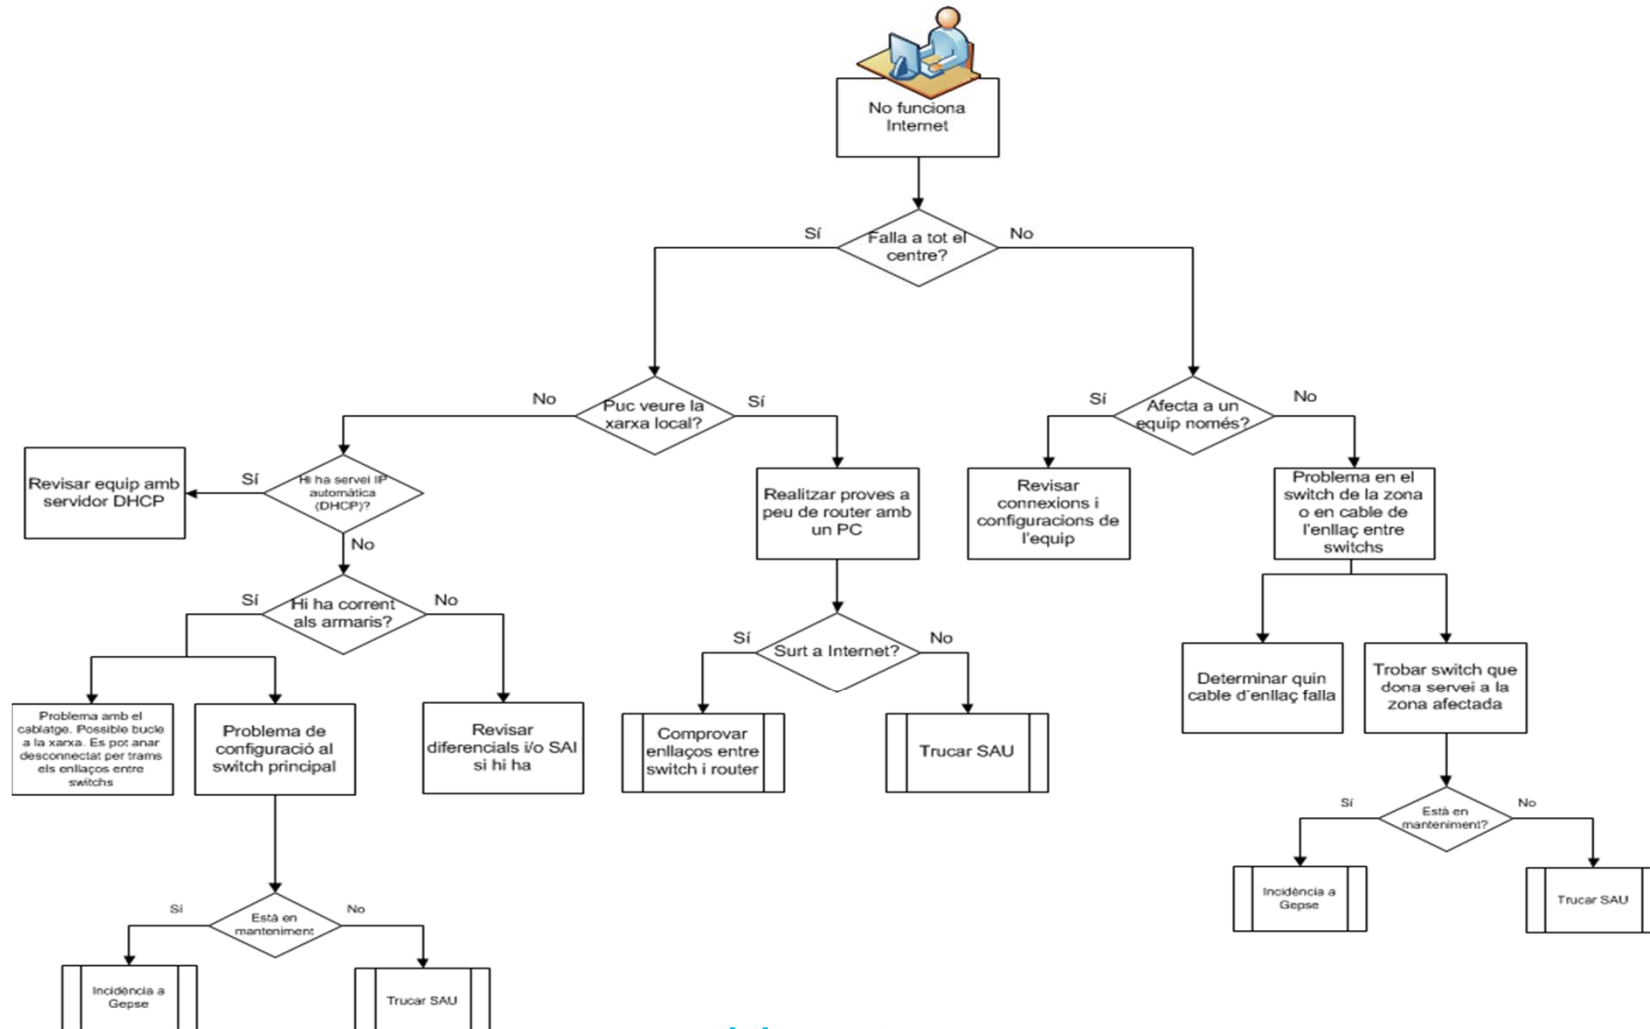 No funciona
Internet
Falla a tot el
centre?
Sí
No
Puc veure la
xarxa local?
No
Sí
Afecta a un
equip només?
Sí
No
Hi ha servei IP
automàtica
(DHCP)?
Sí
No
Revisar equip amb
servidor DHCP
Realitzar proves a
peu de router amb
un PC
Revisar
connexions i
configuracions de
l'equip
Problema en el
switch de la zona
o en cable de
l'enllaç entre
switchs
Hi ha corrent
als armaris?
Sí
No
Surt a Internet?
Sí
No
Determinar quin
cable d'enllaç falla
Trobar switch que
dona servei a la
zona afectada
Problema amb el
cablatge. Possible bucle
a la xarxa. Es pot anar
desconnectat per trams
els enllaços entre
switchs
Problema de
configuració al
switch principal
Revisar
diferencials i/o SAI
si hi ha
Comprovar
enllaços entre
switch i router
Trucar SAU
Està en
manteniment?
Sí
No
Incidència a
Gepse
Trucar SAU
Està en
manteniment
Sí
No
Incidència a
Gepse
Trucar SAU